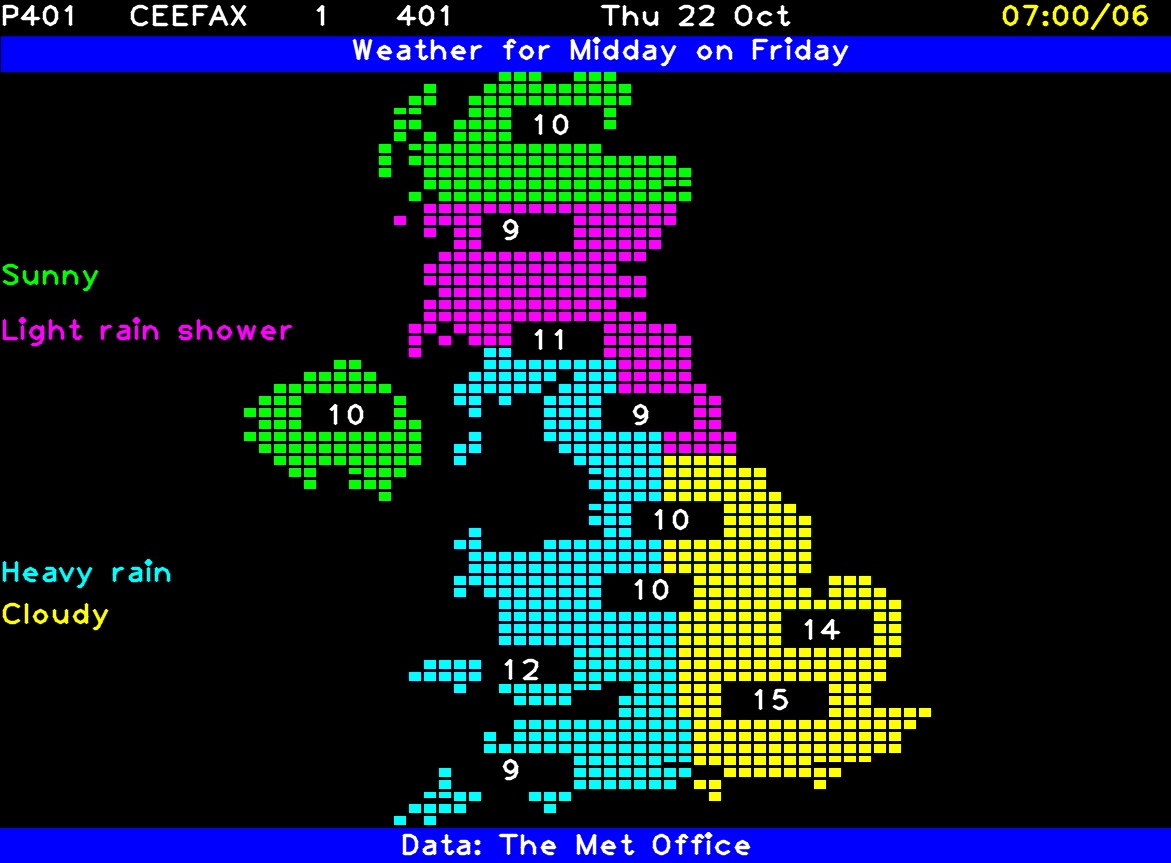 P401 CEEFAX 1 401 Thu 22 Oct 07:00/06
Weather for Midday on Friday
10
9
Sunny
Light rain shower
11
10
9
10
Heavy rain
10
Cloudy
14
12
15
9
Data: The Met Office